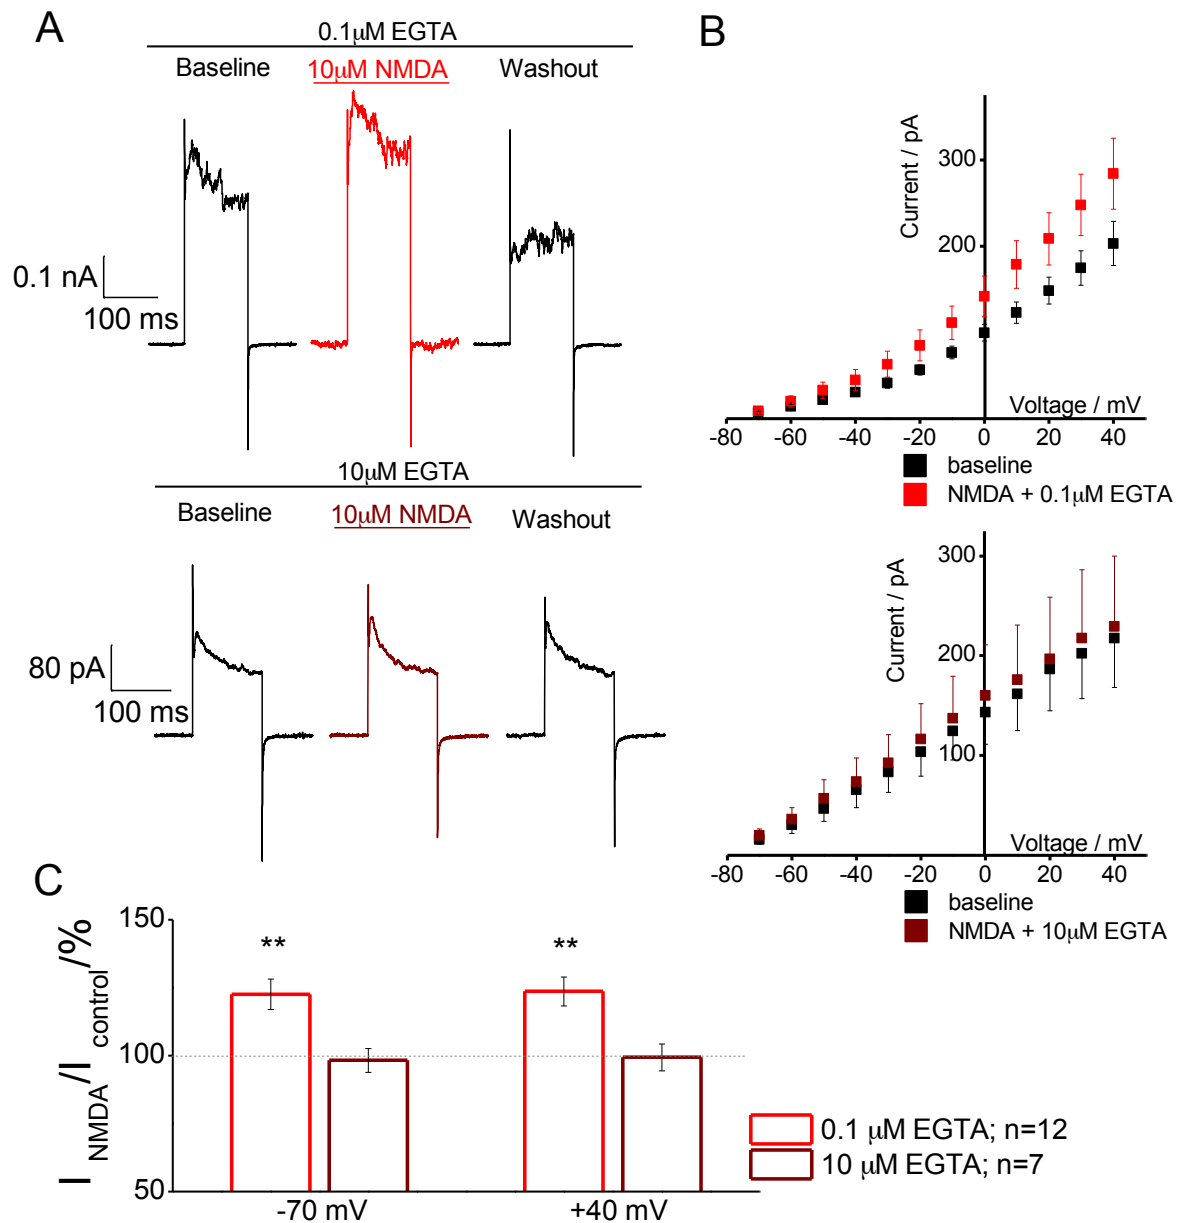 A
0.1μM EGTA
Baseline
10μM NMDA
Washout
0.1 nA
100 ms
10μM EGTA
Baseline
10μM NMDA
Washout
80 pA
100 ms
B
Current / pA
300
200
Voltage / mV
-80 -60 -40 -20 0 20 40
baseline
NMDA + 0.1μM EGTA
Current / pA
300
200
100
Voltage / mV
-80 -60 -40 -20 0 20 40
baseline
NMDA + 10μM EGTA
C
I NMDA/I control/%
150
100
50
** **
-70 mV +40 mV
0.1 μM EGTA; n=12
10 μM EGTA; n=7